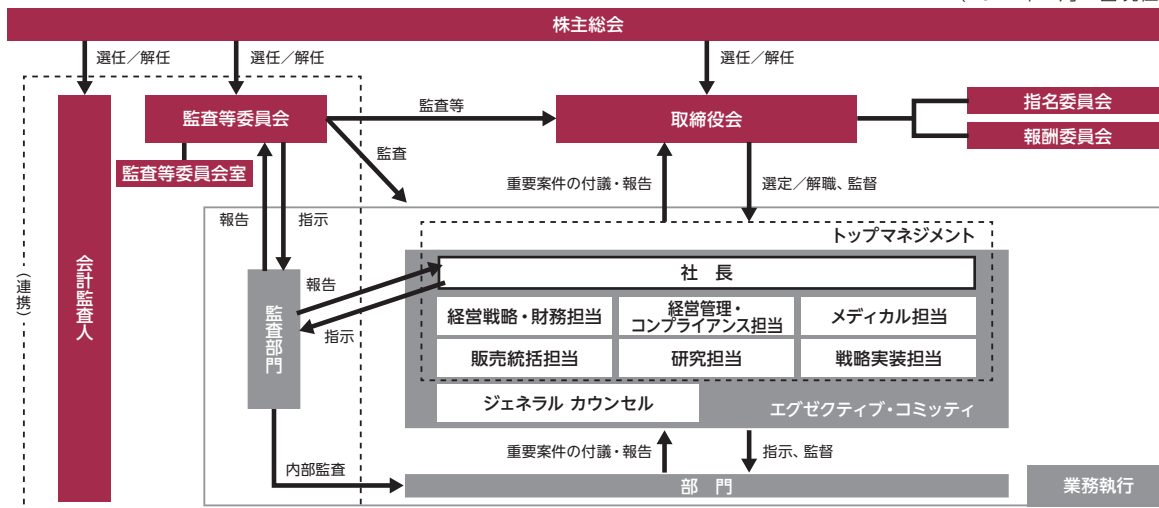 株主総会
選任／解任
選任／解任
選任／解任
監査等委員会
監査等
取締役会
指名委員会
報酬委員会
監査等委員会室
監査
重要案件の付議・報告
選定／解職、監督
報告
指示
（連携）
会計監査人
監査部門
トップマネジメント
社 長
報告
指示
経営戦略・財務担当
経営管理・
コンプライアンス担当
メディカル担当
販売統括担当
研究担当
戦略実装担当
ジェネラル カウンセル
エグゼクティブ・コミッティ
重要案件の付議・報告
指示、監督
内部監査
部 門
業務執行